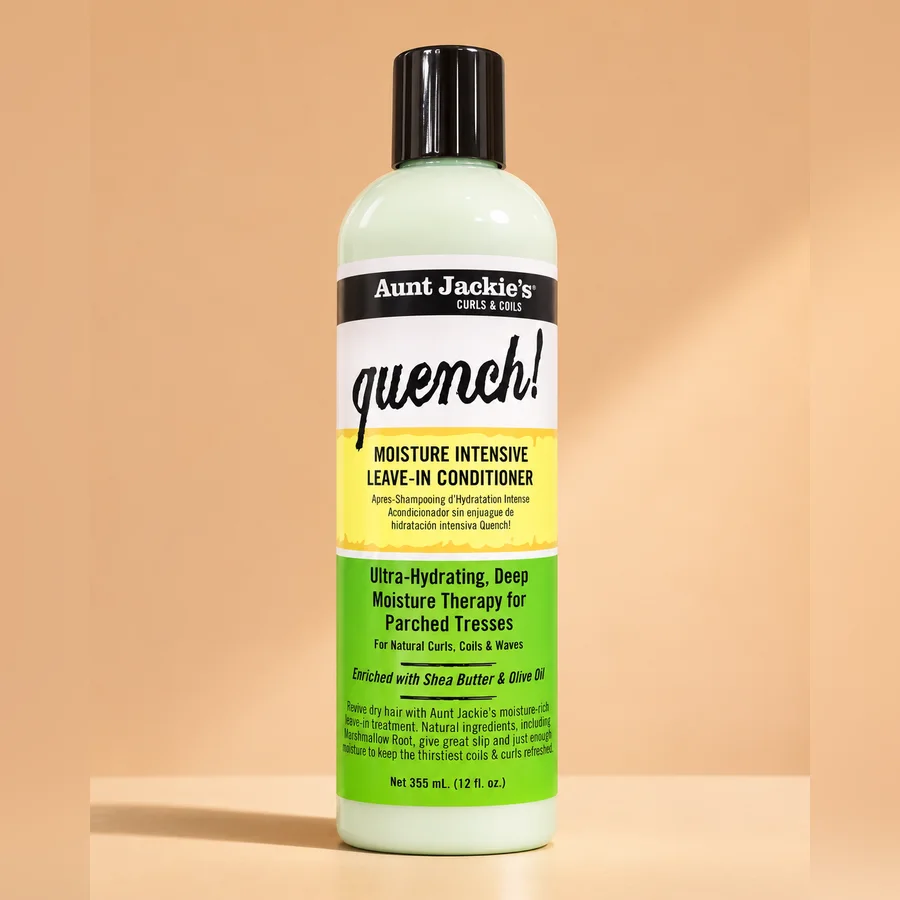 Aunt Jackie's®
CURLS & COILS
quench!
MOISTURE INTENSIVE
LEAVE-IN CONDITIONER
Apres-Shampooing d'Hydratation Intense
Acondicionador sin enjuague de
hidratación intensiva Quench!
Ultra-Hydrating, Deep
Moisture Therapy for
Parched Tresses
For Natural Curls, Coils & Waves
Enriched with Shea Butter & Olive Oil
Revive dry hair with Aunt Jackie's moisture-rich
leave-in treatment. Natural ingredients, including
Marshmallow Root, give great slip and just enough
moisture to keep the thirstiest coils & curls refreshed.
Net 355 mL. (12 fl. oz.)